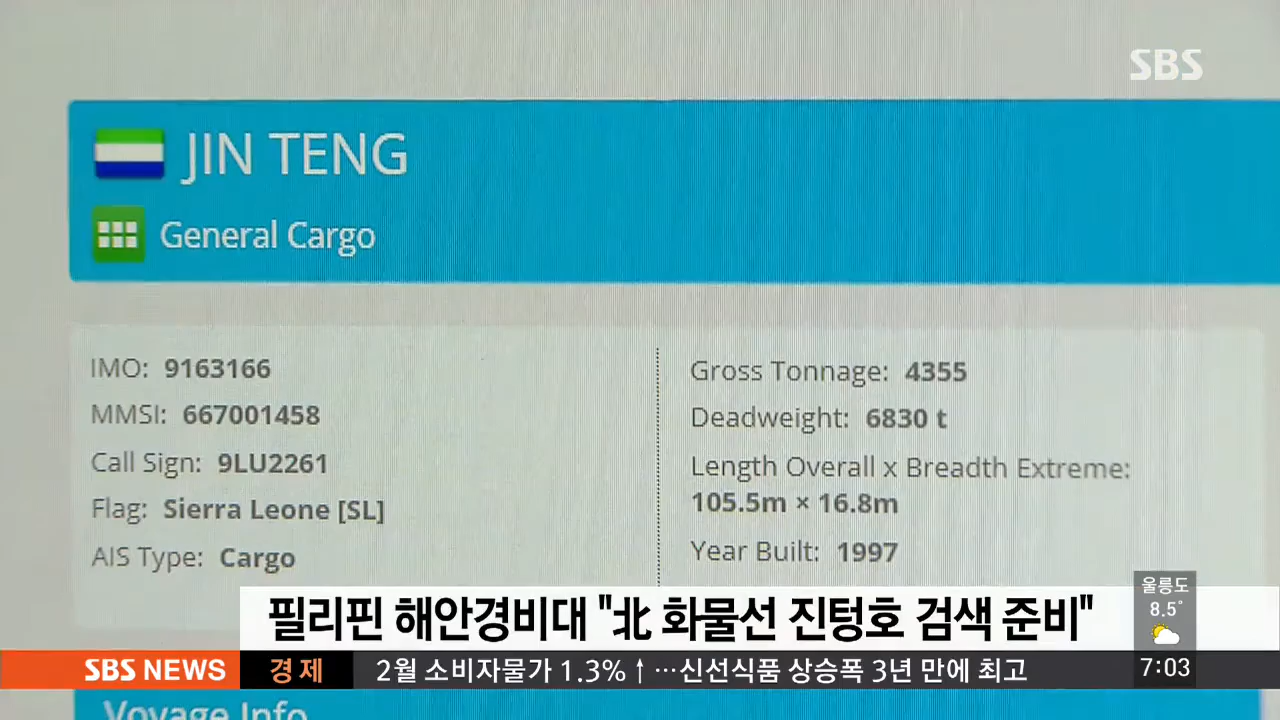 SBS
JIN TENG
General Cargo
IMO: 9163166
MMSI: 667001458
Call Sign: 9LU2261
Flag: Sierra Leone [SL]
AIS Type: Cargo
Gross Tonnage: 4355
Deadweight: 6830 t
Length Overall x Breadth Extreme:
105.5m × 16.8m
Year Built: 1997
필리핀 해안경비대 "北 화물선 진텅호 검색 준비"
울릉도
8.5°
SBS NEWS 경제 2월 소비자물가 1.3%↑…신선식품 상승폭 3년 만에 최고 7:03
Voyage Info